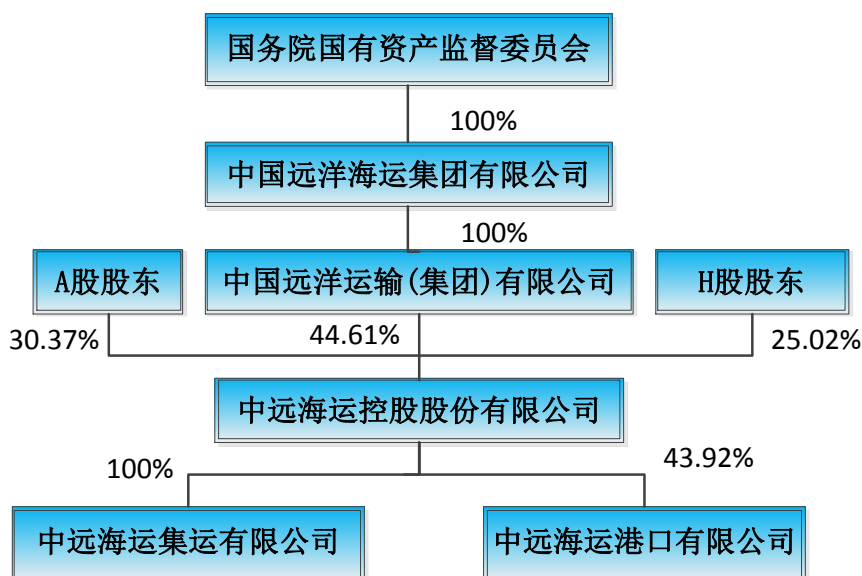 国务院国有资产监督委员会
100%
中国远洋海运集团有限公司
100%
A股股东
中国远洋运输(集团)有限公司
H股股东
30.37%
44.61%
25.02%
中远海运控股股份有限公司
100%
43.92%
中远海运集运有限公司
中远海运港口有限公司